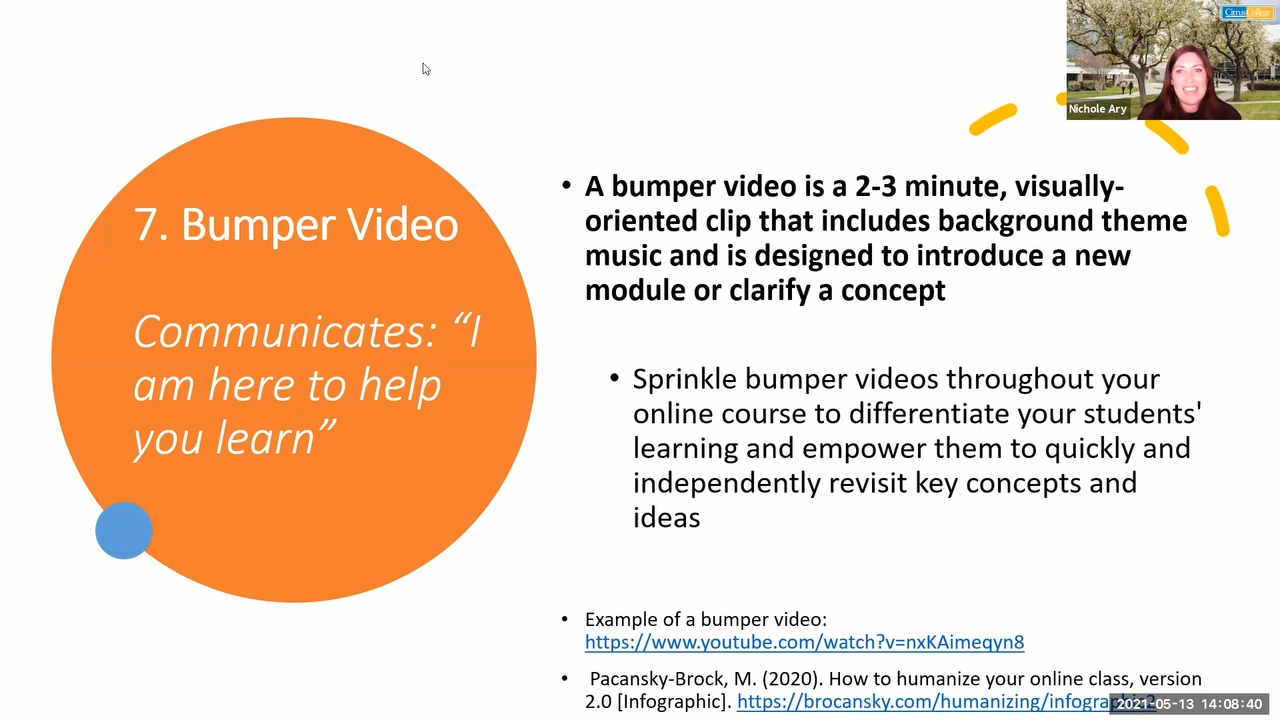 CitrusCollege
Nichole Ary
7. Bumper Video
Communicates: “I
am here to help
you learn”
• A bumper video is a 2-3 minute, visually-
oriented clip that includes background theme
music and is designed to introduce a new
module or clarify a concept
• Sprinkle bumper videos throughout your
online course to differentiate your students'
learning and empower them to quickly and
independently revisit key concepts and
ideas
• Example of a bumper video:
https://www.youtube.com/watch?v=nxKAimeqyn8
• Pacansky-Brock, M. (2020). How to humanize your online class, version
2.0 [Infographic]. https://brocansky.com/humanizing/infographic2
2021-05-13 14:08:40